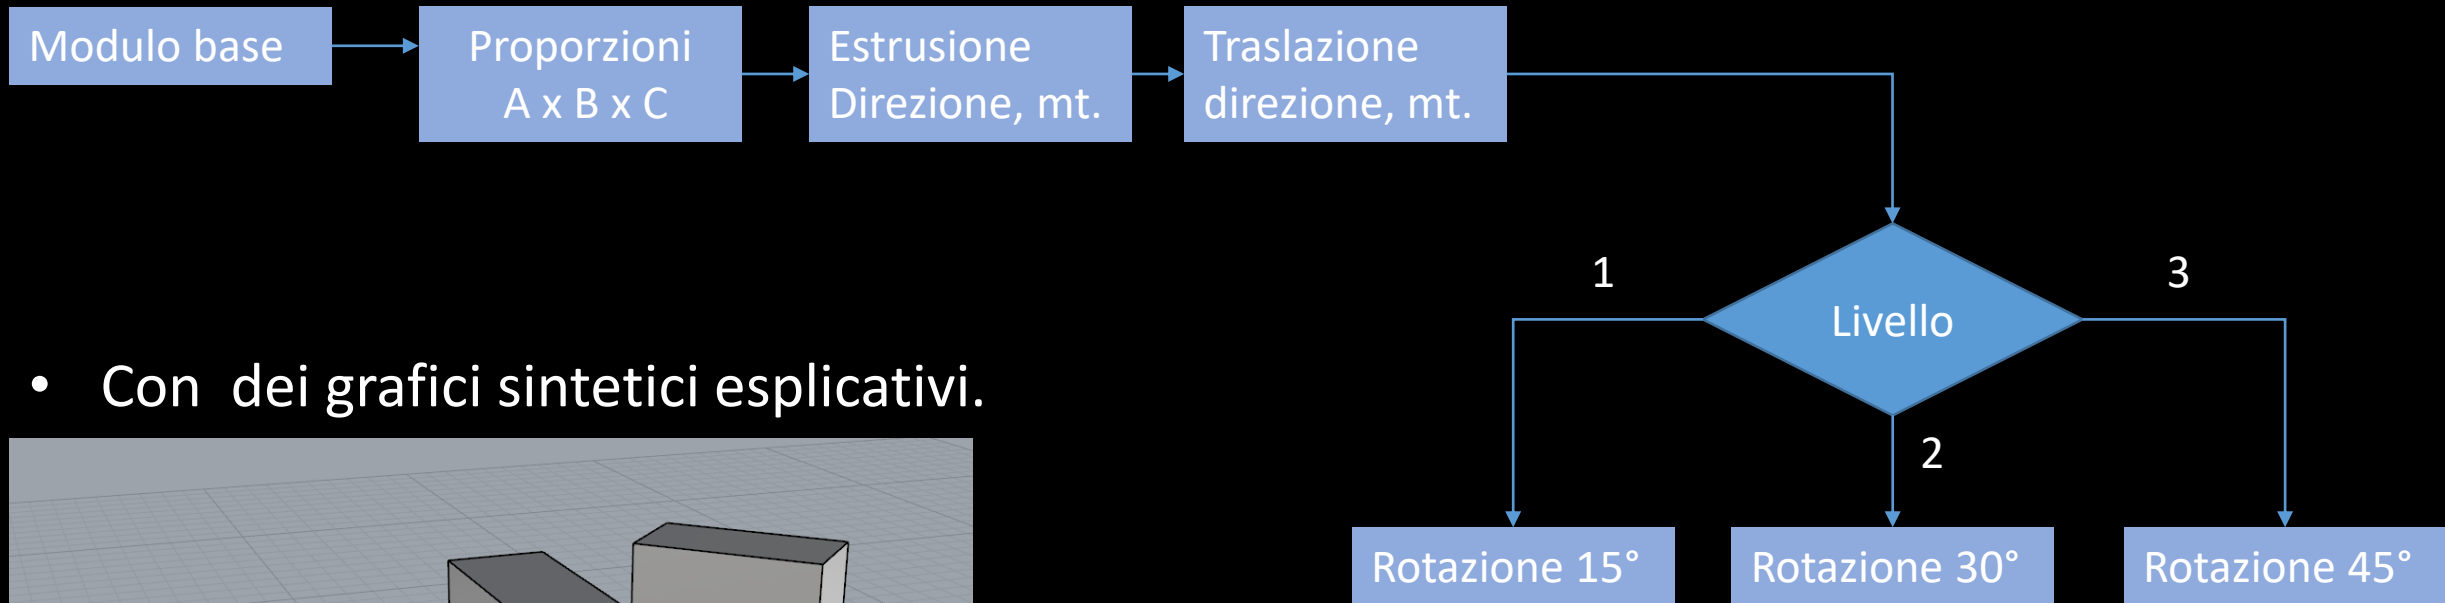 Modulo base
Proporzioni
A x B x C
Estrusione
Direzione, mt.
Traslazione
direzione, mt.
1
3
Livello
• Con dei grafici sintetici esplicativi.
2
Rotazione 15°
Rotazione 30°
Rotazione 45°